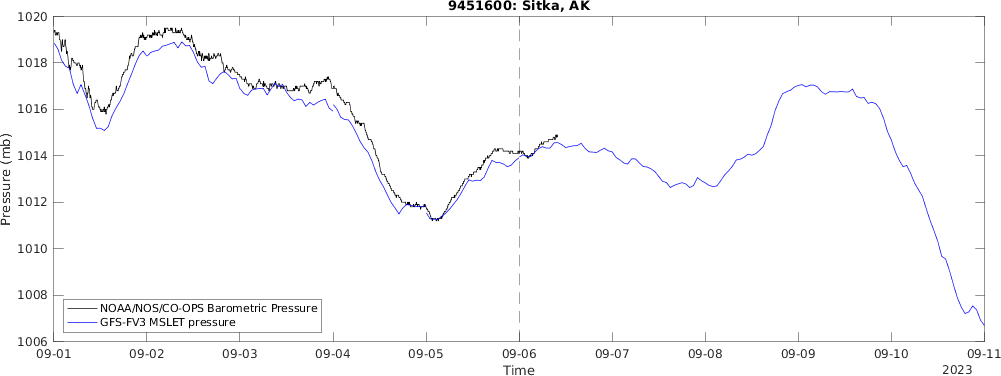 9451600: Sitka, AK
Pressure (mb)
1020
1018
1016
1014
1012
1010
1008
1006
NOAA/NOS/CO-OPS Barometric Pressure
GFS-FV3 MSLET pressure
09-01 09-02 09-03 09-04 09-05 09-06 09-07 09-08 09-09 09-10 09-11
Time
2023